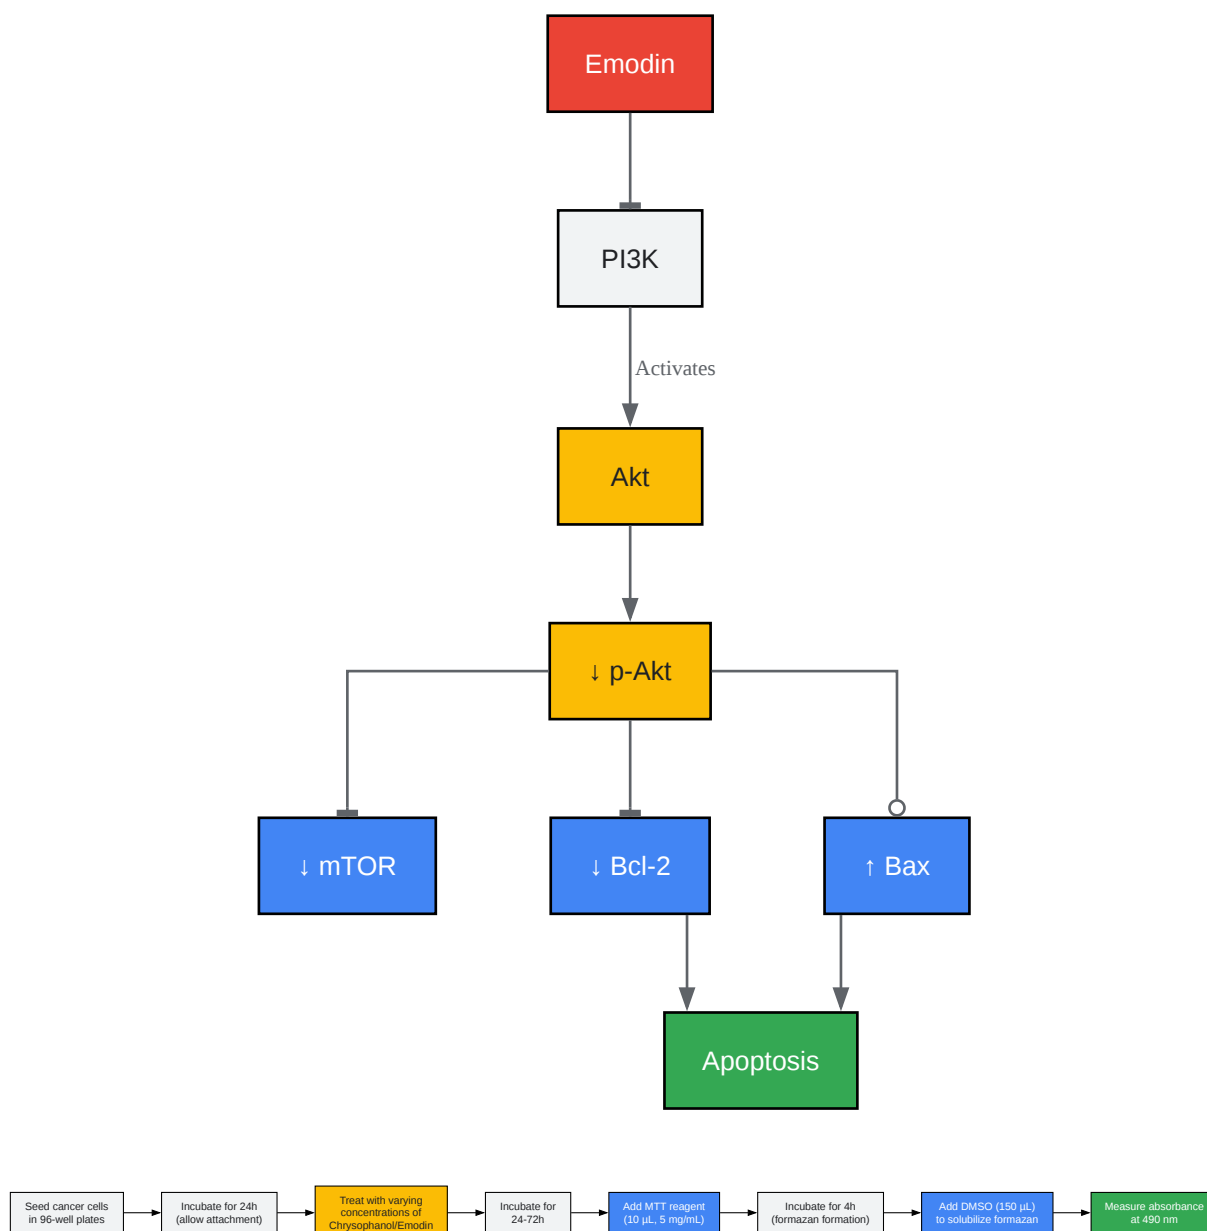 Emodin
PI3K
Activates
Akt
↓ p-Akt
↓ mTOR
↓ Bcl-2
↑ Bax
Apoptosis
Seed cancer cells
in 96-well plates
Incubate for 24h
(allow attachment)
Treat with varying
concentrations of
Chrysophanol/Emodin
Incubate for
24-72h
Add MTT reagent
(10 µL, 5 mg/mL)
Incubate for 4h
(formazan formation)
Add DMSO (150 µL)
to solubilize formazan
Measure absorbance
at 490 nm